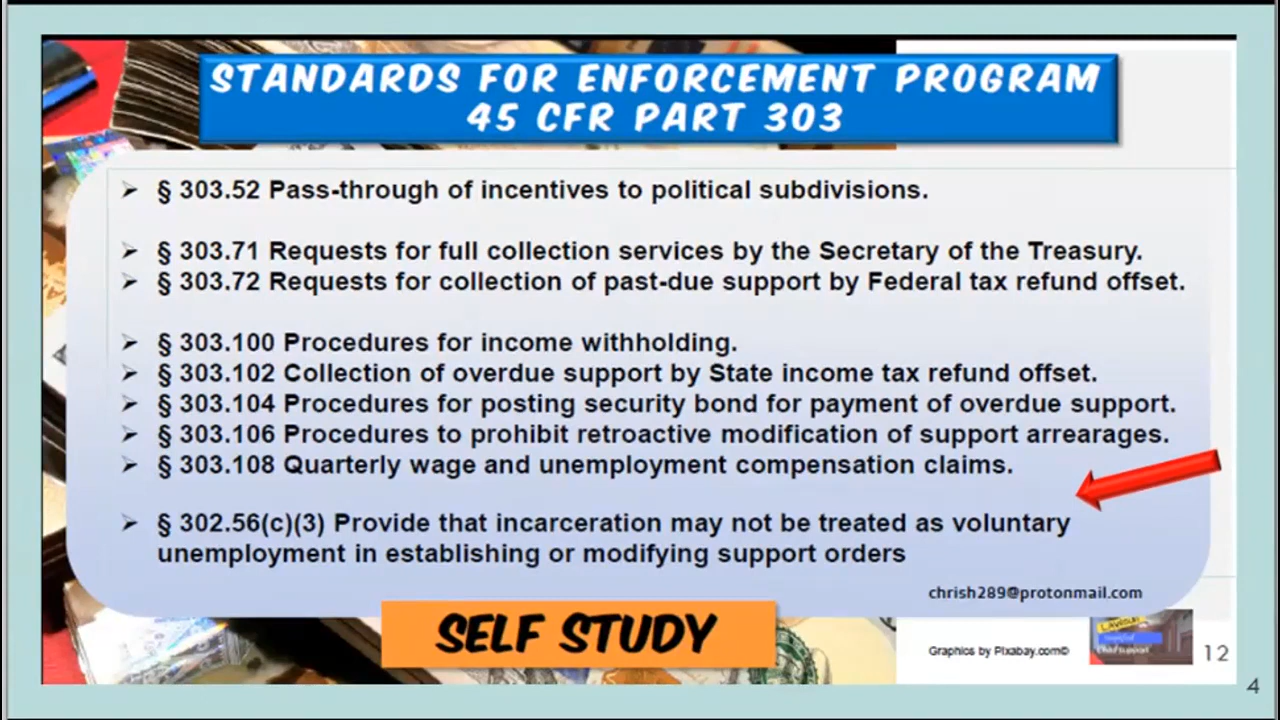 STANDARDS FOR ENFORCEMENT PROGRAM
45 CFR PART 303
➢ § 303.52 Pass-through of incentives to political subdivisions.
➢ § 303.71 Requests for full collection services by the Secretary of the Treasury.
➢ § 303.72 Requests for collection of past-due support by Federal tax refund offset.
➢ § 303.100 Procedures for income withholding.
➢ § 303.102 Collection of overdue support by State income tax refund offset.
➢ § 303.104 Procedures for posting security bond for payment of overdue support.
➢ § 303.106 Procedures to prohibit retroactive modification of support arrearages.
➢ § 303.108 Quarterly wage and unemployment compensation claims.
➢ § 302.56(c)(3) Provide that incarceration may not be treated as voluntary
unemployment in establishing or modifying support orders
chrish289@protonmail.com
SELF STUDY
Graphics by Pixabay.com©
12
4